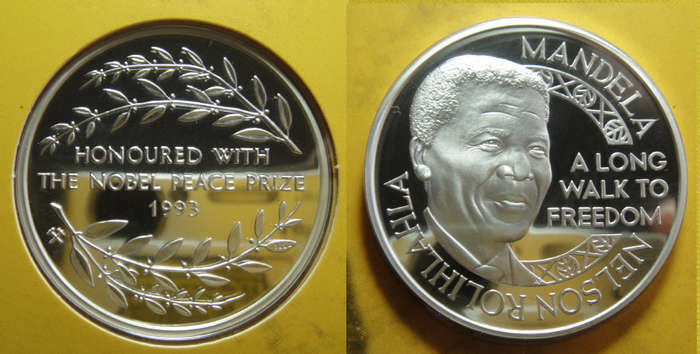 HONOURED WITH
THE NOBEL PEACE PRIZE
1993
NELSON ROLIHLAHLA
MANDELA
A LONG
WALK TO
FREEDOM